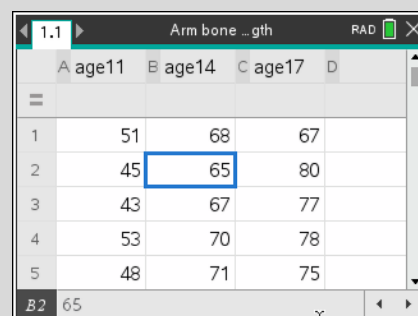 1.1 Arm bone ...gth RAD
A age11 B age14 C age17 D
=
1 51 68 67
2 45 65 80
3 43 67 77
4 53 70 78
5 48 71 75
B2 65